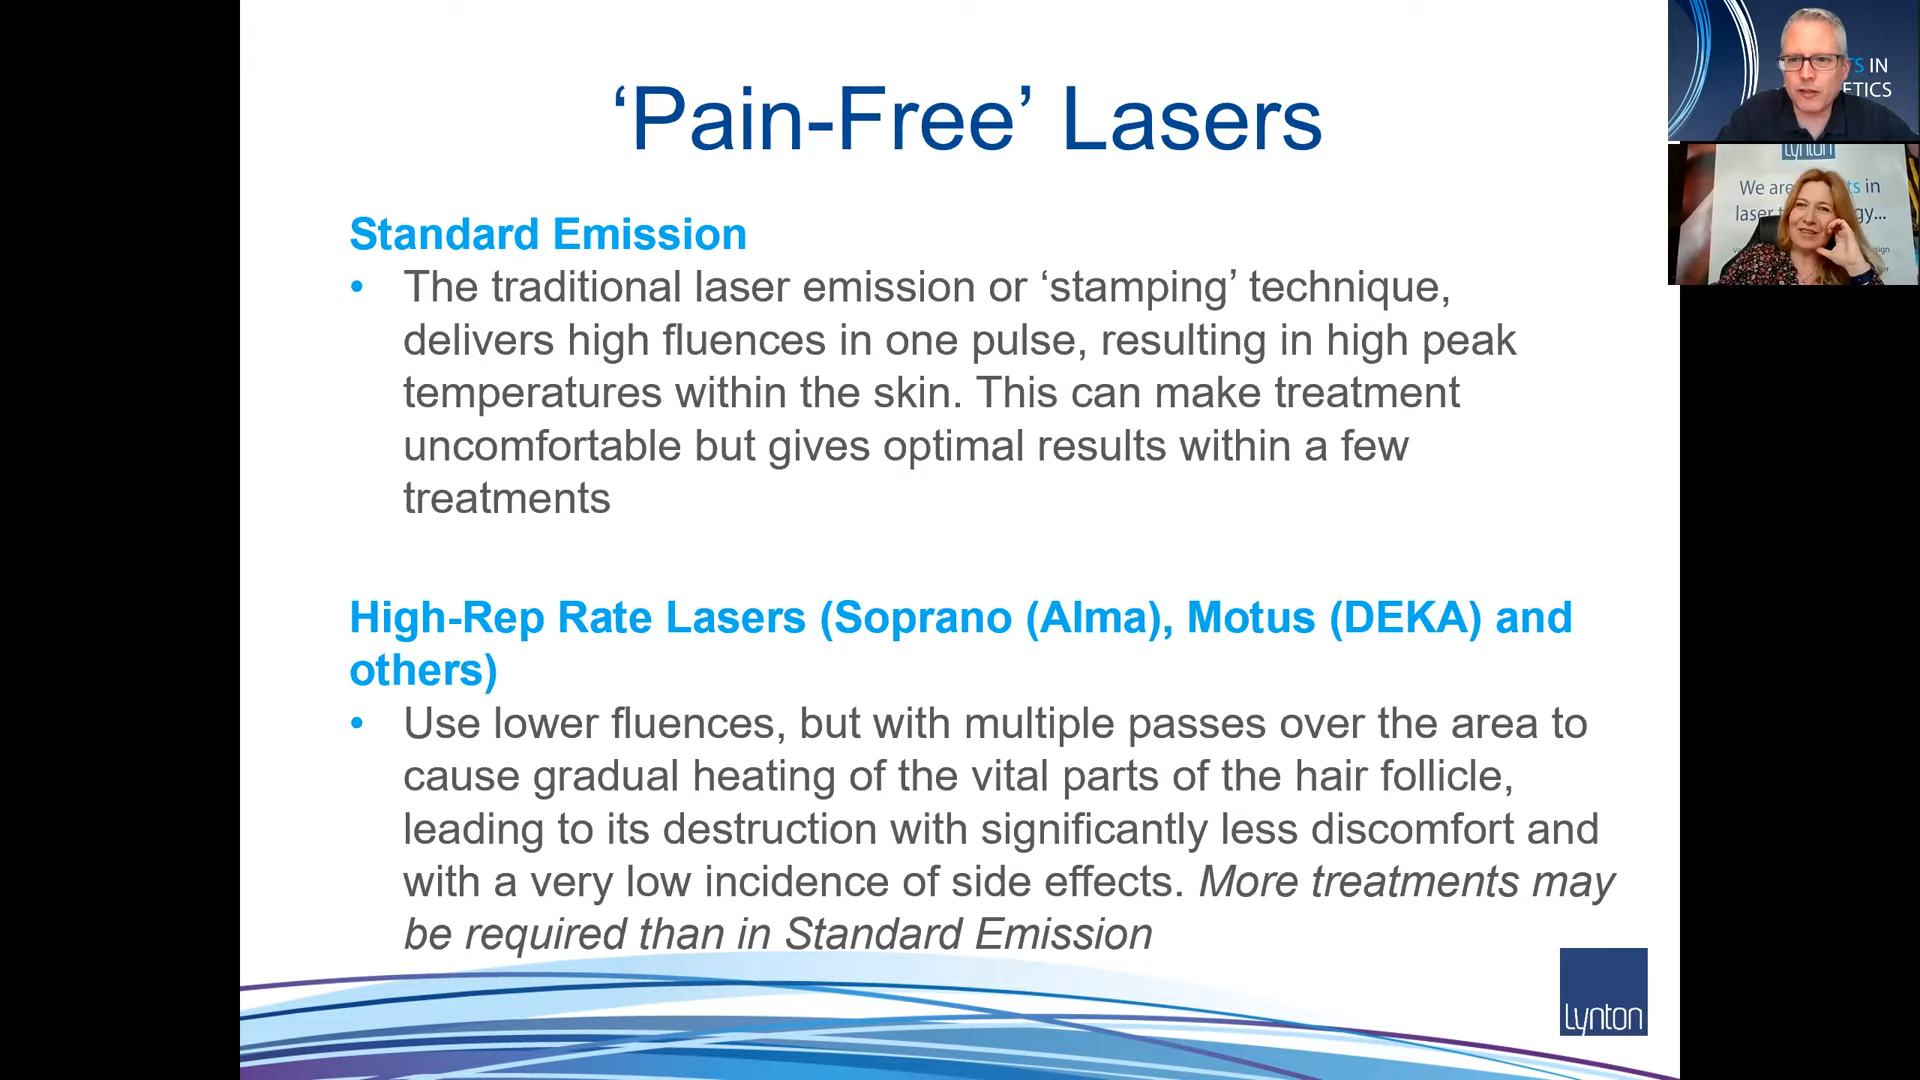 ‘Pain-Free’ Lasers
Standard Emission
• The traditional laser emission or ‘stamping’ technique,
delivers high fluences in one pulse, resulting in high peak
temperatures within the skin. This can make treatment
uncomfortable but gives optimal results within a few
treatments
High-Rep Rate Lasers (Soprano (Alma), Motus (DEKA) and
others)
• Use lower fluences, but with multiple passes over the area to
cause gradual heating of the vital parts of the hair follicle,
leading to its destruction with significantly less discomfort and
with a very low incidence of side effects. More treatments may
be required than in Standard Emission
Lynton
TS IN
ETICS
Lynton
We are ts in
laser gy...